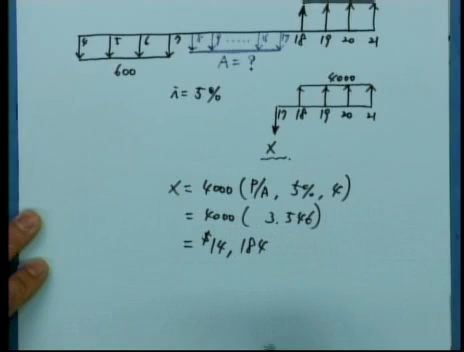 4 5 6 7 8 9 ...... 16 17 18 19 20 21
600
A = ?
i = 5%
4000
17 18 19 20 21
X
X = 4000 (P/A, 5%, 4)
= 4000 ( 3.546)
= $14,184